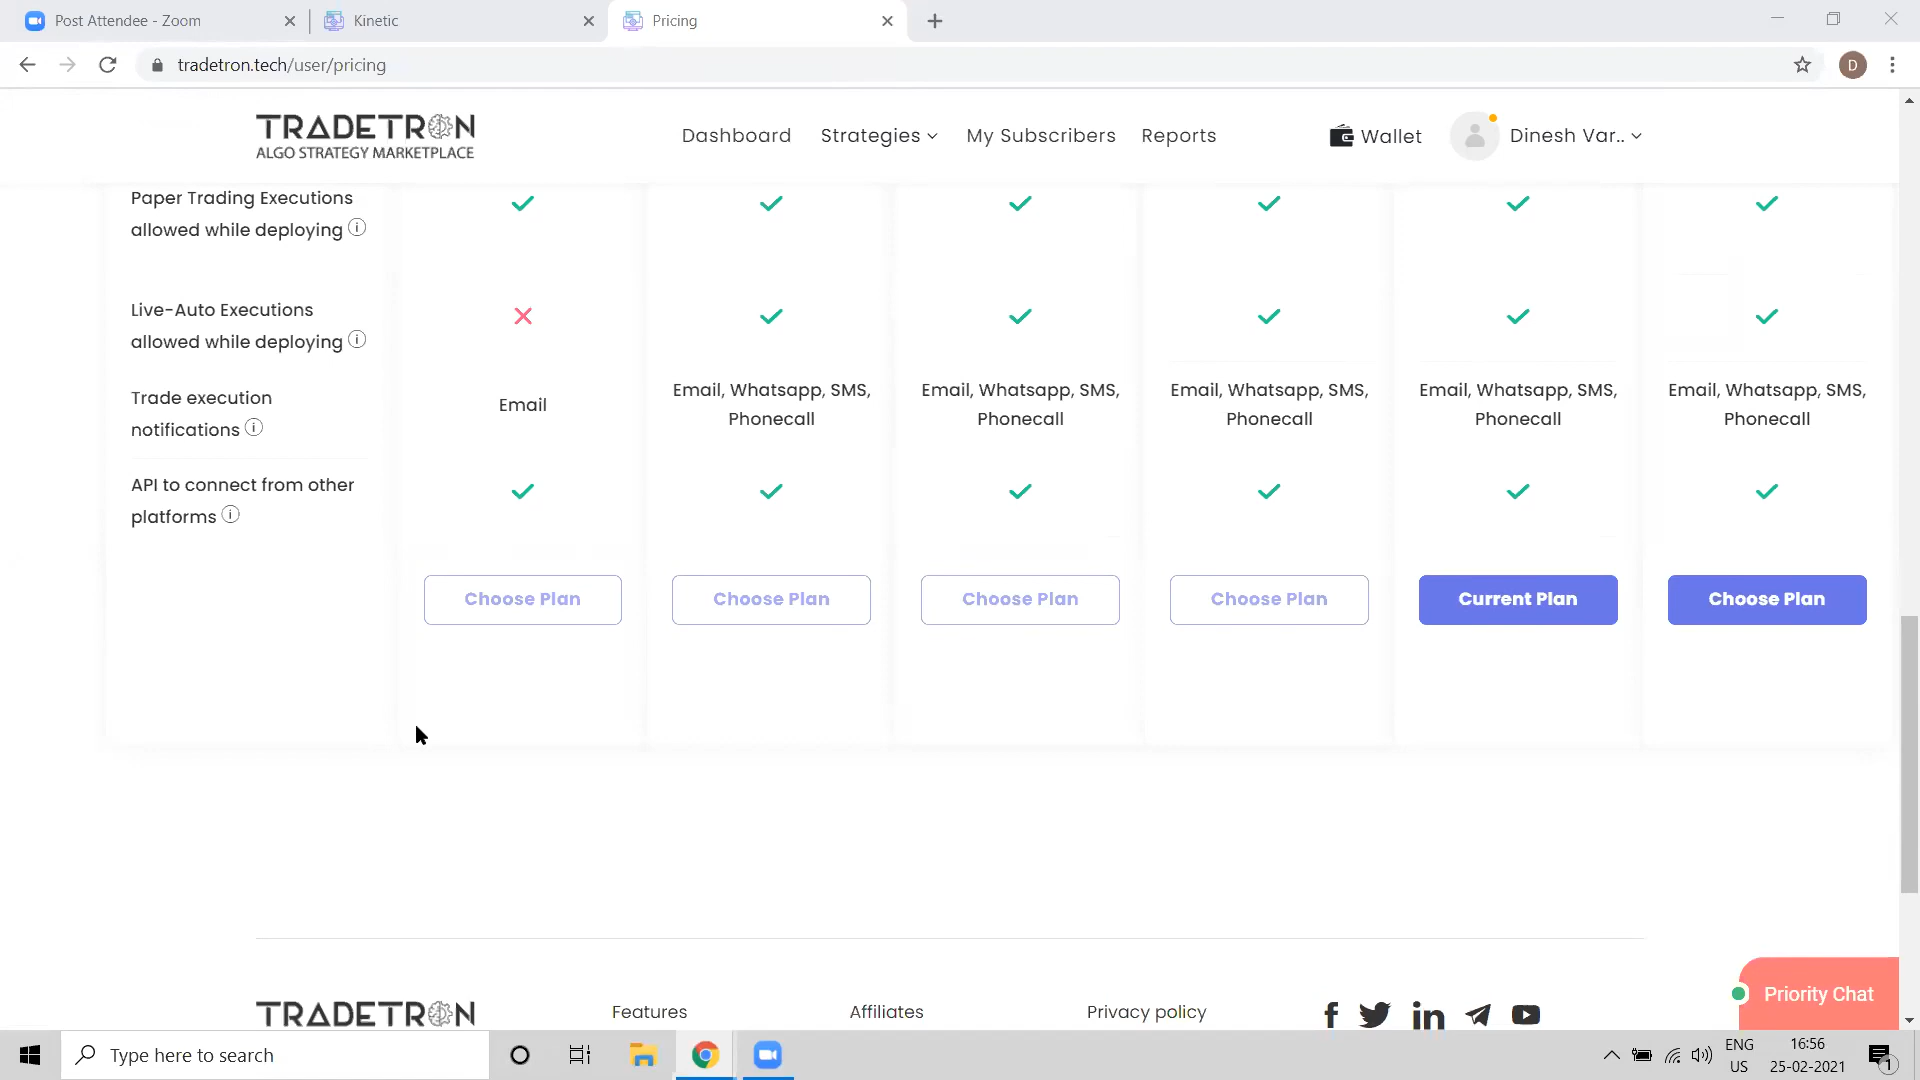 Post Attendee - Zoom
Kinetic
Pricing
tradetron.tech/user/pricing
D
TRADETRON
ALGO STRATEGY MARKETPLACE
Dashboard
Strategies
My Subscribers
Reports
Wallet
Dinesh Var..
Paper Trading Executions
allowed while deploying
Live-Auto Executions
allowed while deploying
Trade execution
notifications
Email
Email, Whatsapp, SMS,
Phonecall
Email, Whatsapp, SMS,
Phonecall
Email, Whatsapp, SMS,
Phonecall
Email, Whatsapp, SMS,
Phonecall
Email, Whatsapp, SMS,
Phonecall
API to connect from other
platforms
Choose Plan
Choose Plan
Choose Plan
Choose Plan
Current Plan
Choose Plan
TRADETRON
Features
Affiliates
Privacy policy
Priority Chat
Type here to search
ENG
US
16:56
25-02-2021
1